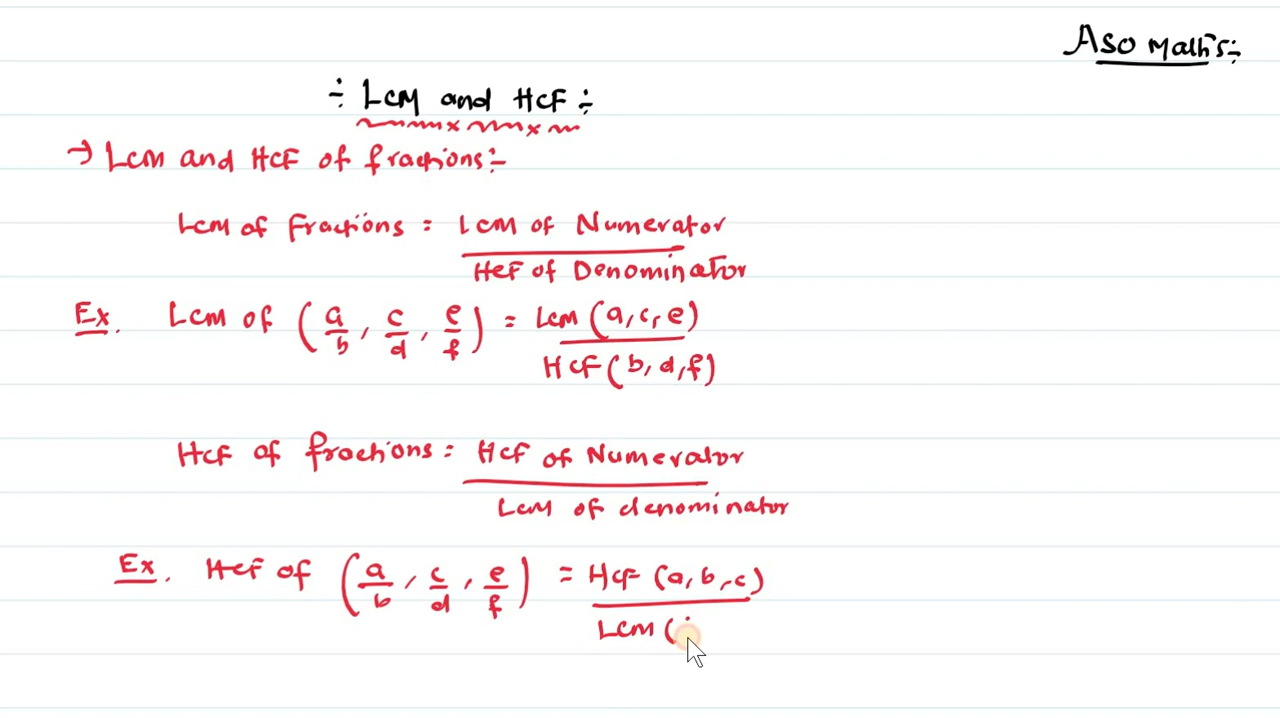 Aso Maths:-
÷ LCM and HCF ÷
→ LCM and HCF of fractions:-
LCM of Fractions = LCM of Numerator
HCF of Denominator
Ex. LCM of (a/b, c/d, e/f) = LCM (a, c, e)
HCF (b, d, f)
HCF of fractions = HCF of Numerator
LCM of denominator
Ex. HCF of (a/b, c/d, e/f) = HCF (a, b, c)
LCM (